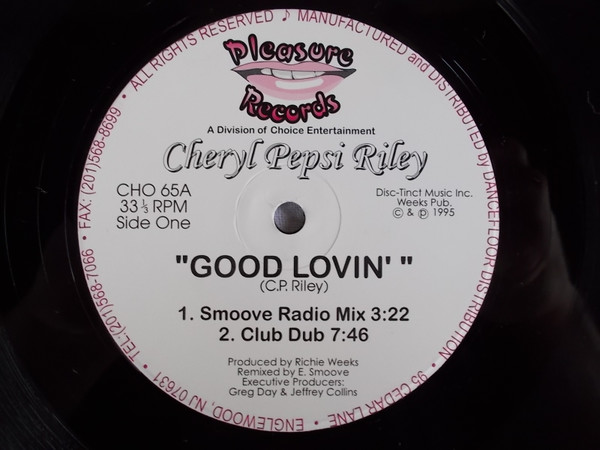 ALL RIGHTS RESERVED ♪ MANUFACTURED and DISTRIBUTED by DANCEFLOOR DISTRIBUTION • 95 CEDAR LANE • ENGLEWOOD, NJ 07631 • TEL:(201)568-7066 • FAX: (201)568-8699 •
Pleasure
Records
A Division of Choice Entertainment
Cheryl Pepsi Riley
CHO 65A
33 ⅓ RPM
Side One
Disc-Tinct Music Inc.
Weeks Pub.
© & ℗ 1995
"GOOD LOVIN' "
(C.P. Riley)
1. Smoove Radio Mix 3:22
2. Club Dub 7:46
Produced by Richie Weeks
Remixed by E. Smoove
Executive Producers:
Greg Day & Jeffrey Collins